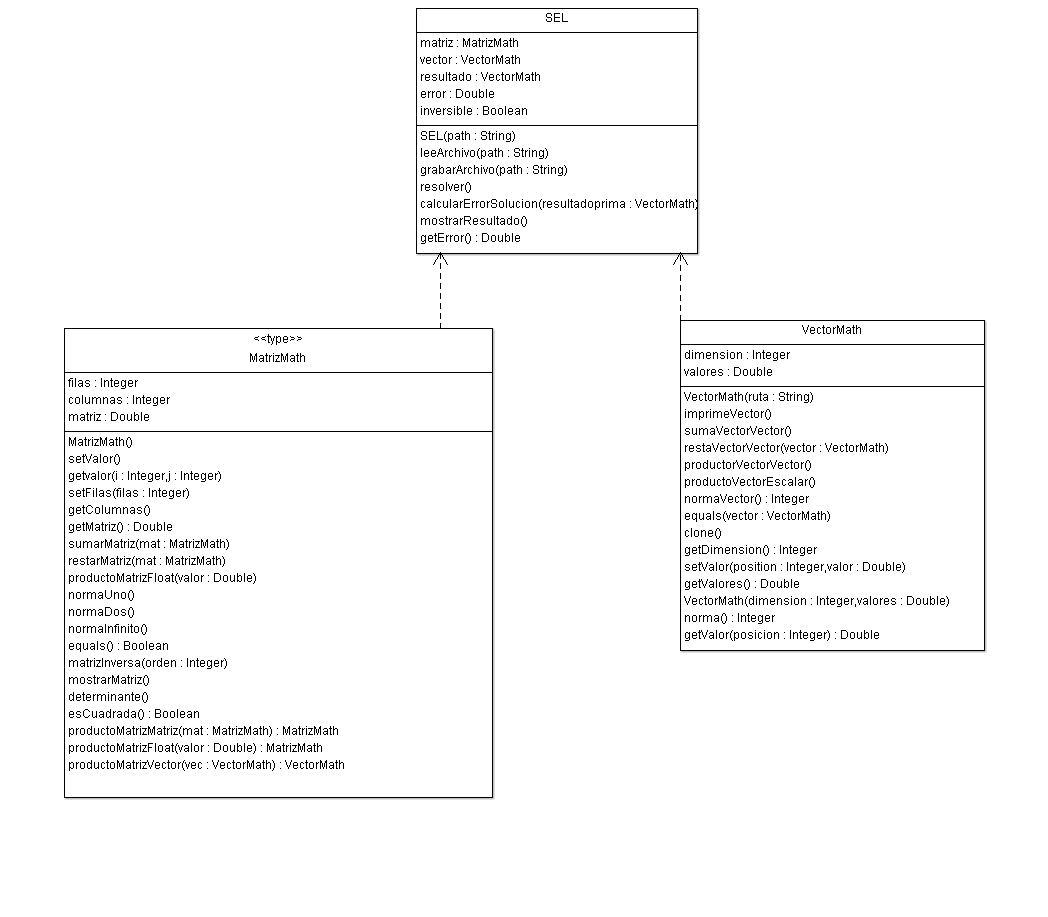 SEL
matriz : MatrizMath
vector : VectorMath
resultado : VectorMath
error : Double
inversible : Boolean
SEL(path : String)
leeArchivo(path : String)
grabarArchivo(path : String)
resolver()
calcularErrorSolucion(resultadoprima : VectorMath)
mostrarResultado()
getError() : Double
<<type>>
MatrizMath
filas : Integer
columnas : Integer
matriz : Double
MatrizMath()
setValor()
getvalor(i : Integer,j : Integer)
setFilas(filas : Integer)
getColumnas()
getMatriz() : Double
sumarMatriz(mat : MatrizMath)
restarMatriz(mat : MatrizMath)
productoMatrizFloat(valor : Double)
normaUno()
normaDos()
normaInfinito()
equals() : Boolean
matrizInversa(orden : Integer)
mostrarMatriz()
determinante()
esCuadrada() : Boolean
productoMatrizMatriz(mat : MatrizMath) : MatrizMath
productoMatrizFloat(valor : Double) : MatrizMath
productoMatrizVector(vec : VectorMath) : VectorMath
VectorMath
dimension : Integer
valores : Double
VectorMath(ruta : String)
imprimeVector()
sumaVectorVector()
restaVectorVector(vector : VectorMath)
productorVectorVector()
productoVectorEscalar()
normaVector() : Integer
equals(vector : VectorMath)
clone()
getDimension() : Integer
setValor(position : Integer,valor : Double)
getValores() : Double
VectorMath(dimension : Integer,valores : Double)
norma() : Integer
getValor(posicion : Integer) : Double